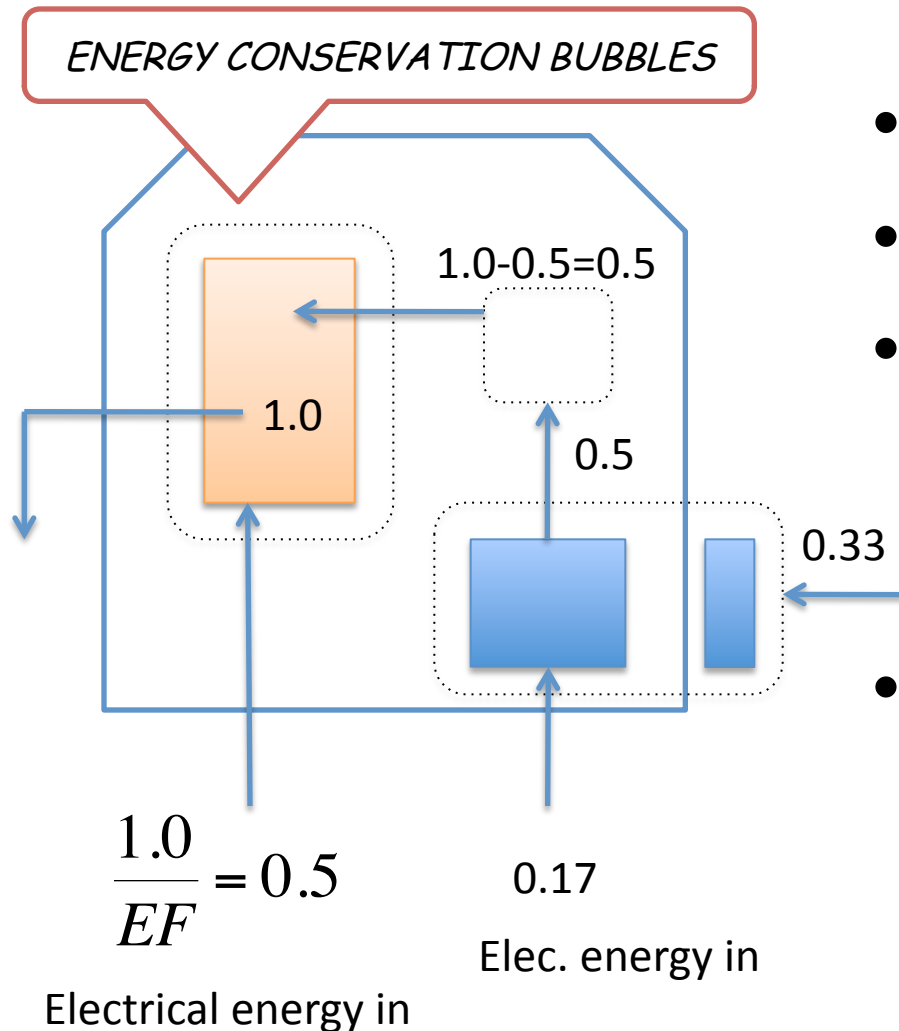 ENERGY CONSERVATION BUBBLES
1.0-0.5=0.5
1.0
0.5
0.33
1.0
EF
= 0.5
0.17
Elec. energy in
Electrical energy in